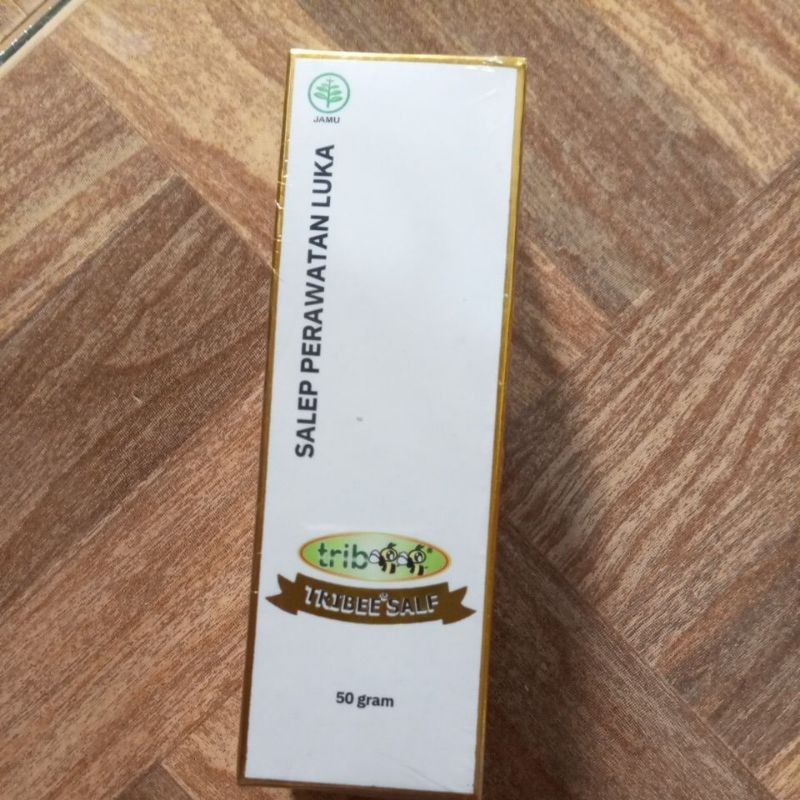 JAMU
SALEP PERAWATAN LUKA
trib
TRIBEE® SALF
50 gram